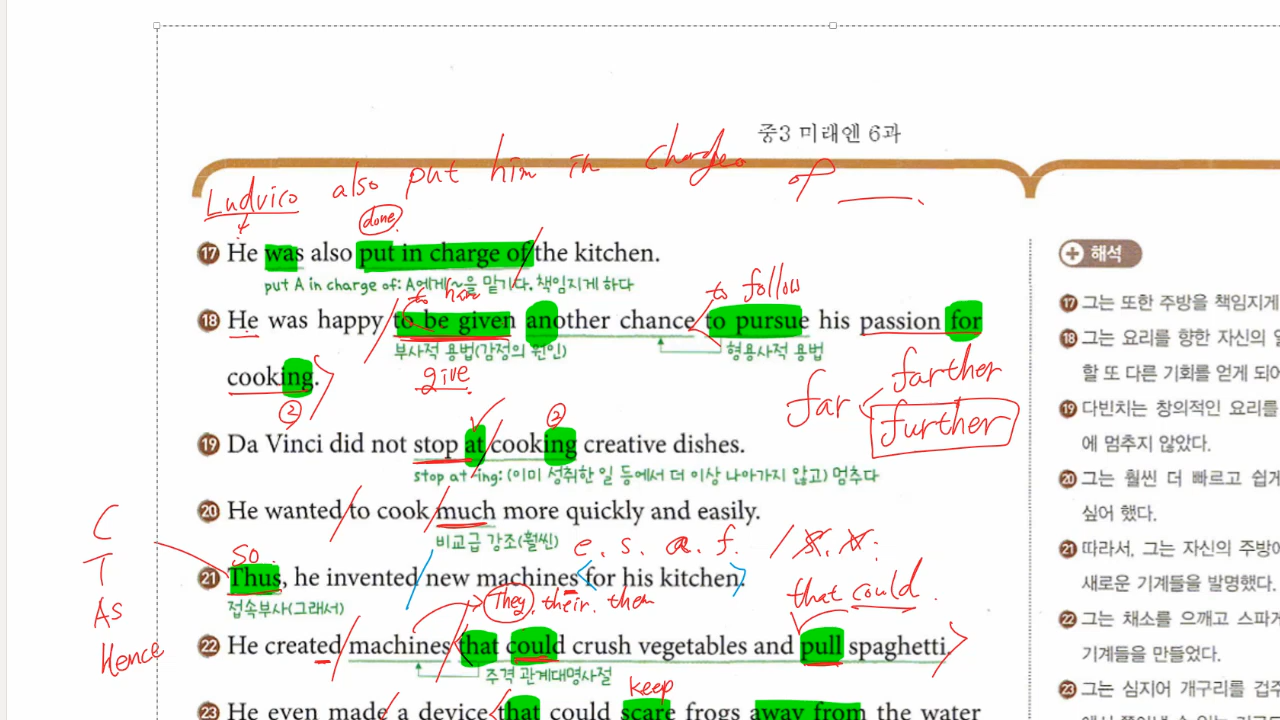 중3 미래엔 6과
Ludvico also put him in charge of
done
⑰ He was also put in charge of the kitchen.
put A in charge of: A에게 ~을 맡기다, 책임지게 하다
to follow
⑱ He was happy to be given another chance to pursue his passion for
부사적 용법(감정의 원인) 형용사적 용법
cooking.
give
②
far farther
further
②
⑲ Da Vinci did not stop at cooking creative dishes.
stop at -ing: (이미 성취한 일 등에서 더 이상 나아가지 않고) 멈추다
⑳ He wanted to cook much more quickly and easily.
비교급 강조(훨씬)
e. s. a. f.
C
T
As
Hence
so
㉑ Thus, he invented new machines for his kitchen.
접속부사(그래서)
They. their. them
that could
㉒ He created machines that could crush vegetables and pull spaghetti.
주격 관계대명사절
keep
㉓ He even made a device that could scare frogs away from the water
해석
⑰ 그는 또한 주방을 책임지게
⑱ 그는 요리를 향한 자신의
할 또 다른 기회를 얻게 되어
⑲ 다빈치는 창의적인 요리를
에 멈추지 않았다.
⑳ 그는 훨씬 더 빠르고 쉽게
싶어 했다.
㉑ 따라서, 그는 자신의 주방
새로운 기계들을 발명했다.
㉒ 그는 채소를 으깨고
기계들을 만들었다.
㉓ 그는 심지어 개구리를